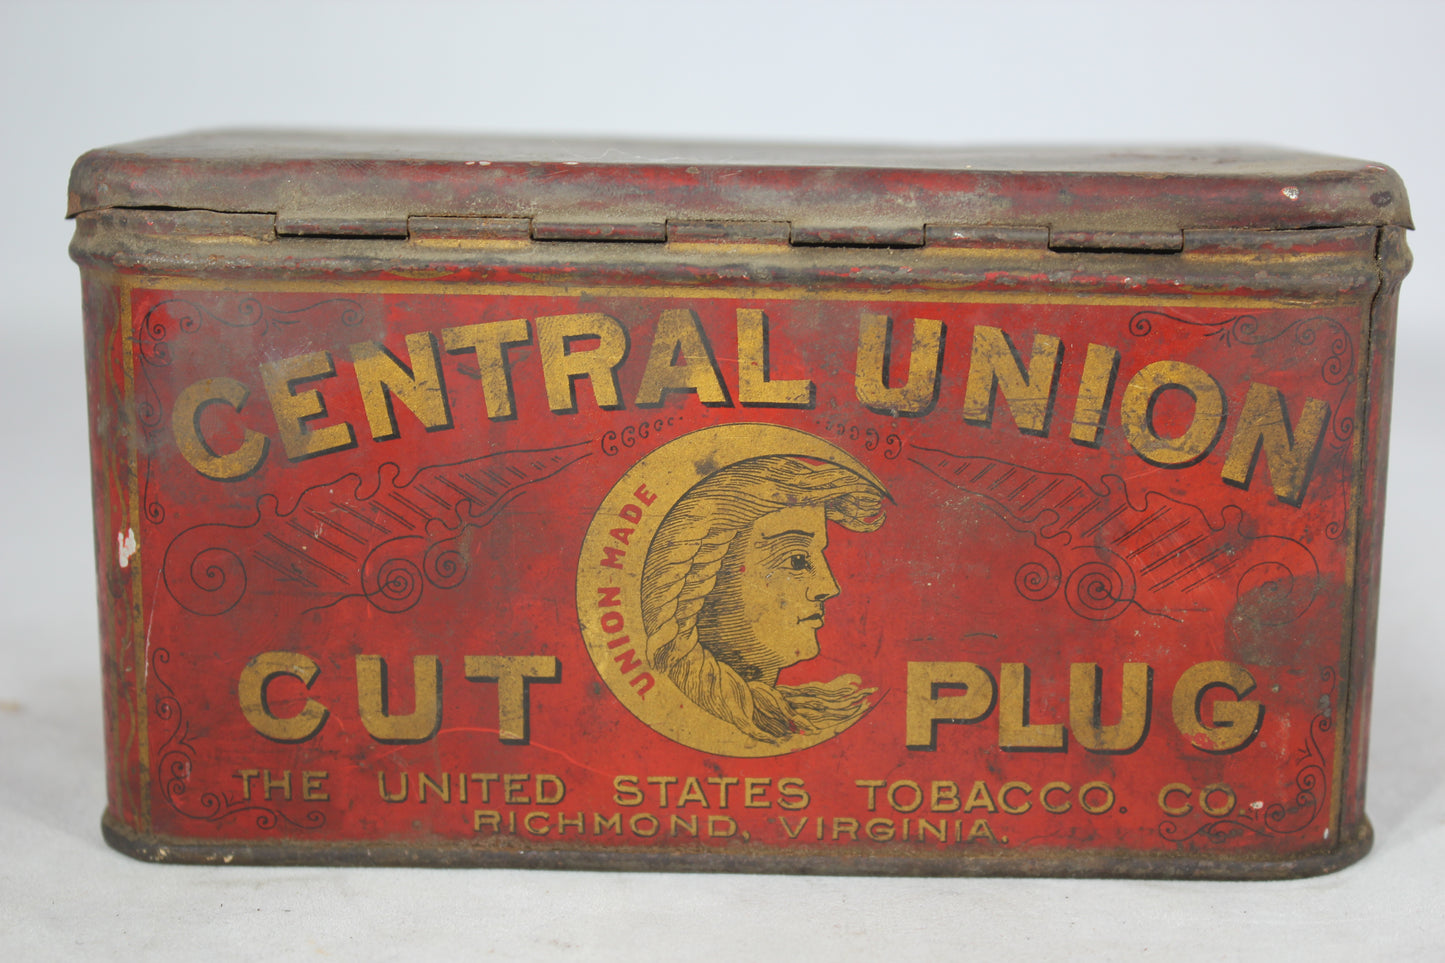 CENTRAL UNION
UNION MADE
CUT PLUG
THE UNITED STATES TOBACCO. CO.
RICHMOND, VIRGINIA.